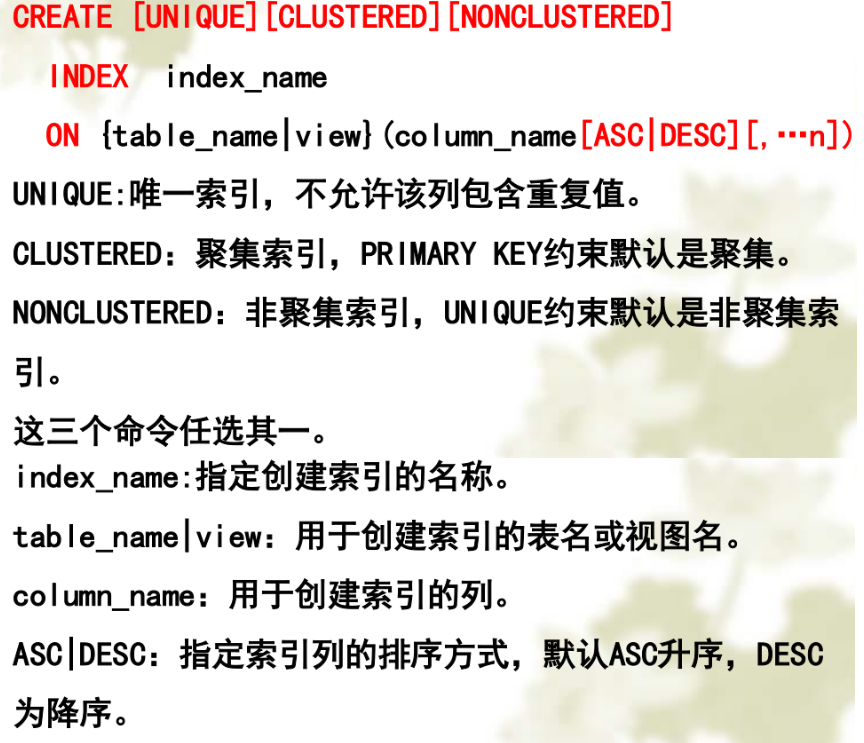 CREATE [UNIQUE][CLUSTERED][NONCLUSTERED]
INDEX index_name
ON {table_name|view}(column_name[ASC|DESC][,…n])
UNIQUE:唯一索引，不允许该列包含重复值。
CLUSTERED：聚集索引，PRIMARY KEY约束默认是聚集。
NONCLUSTERED：非聚集索引，UNIQUE约束默认是非聚集索
引。
这三个命令任选其一。
index_name:指定创建索引的名称。
table_name|view：用于创建索引的表名或视图名。
column_name：用于创建索引的列。
ASC|DESC：指定索引列的排序方式，默认ASC升序，DESC
为降序。